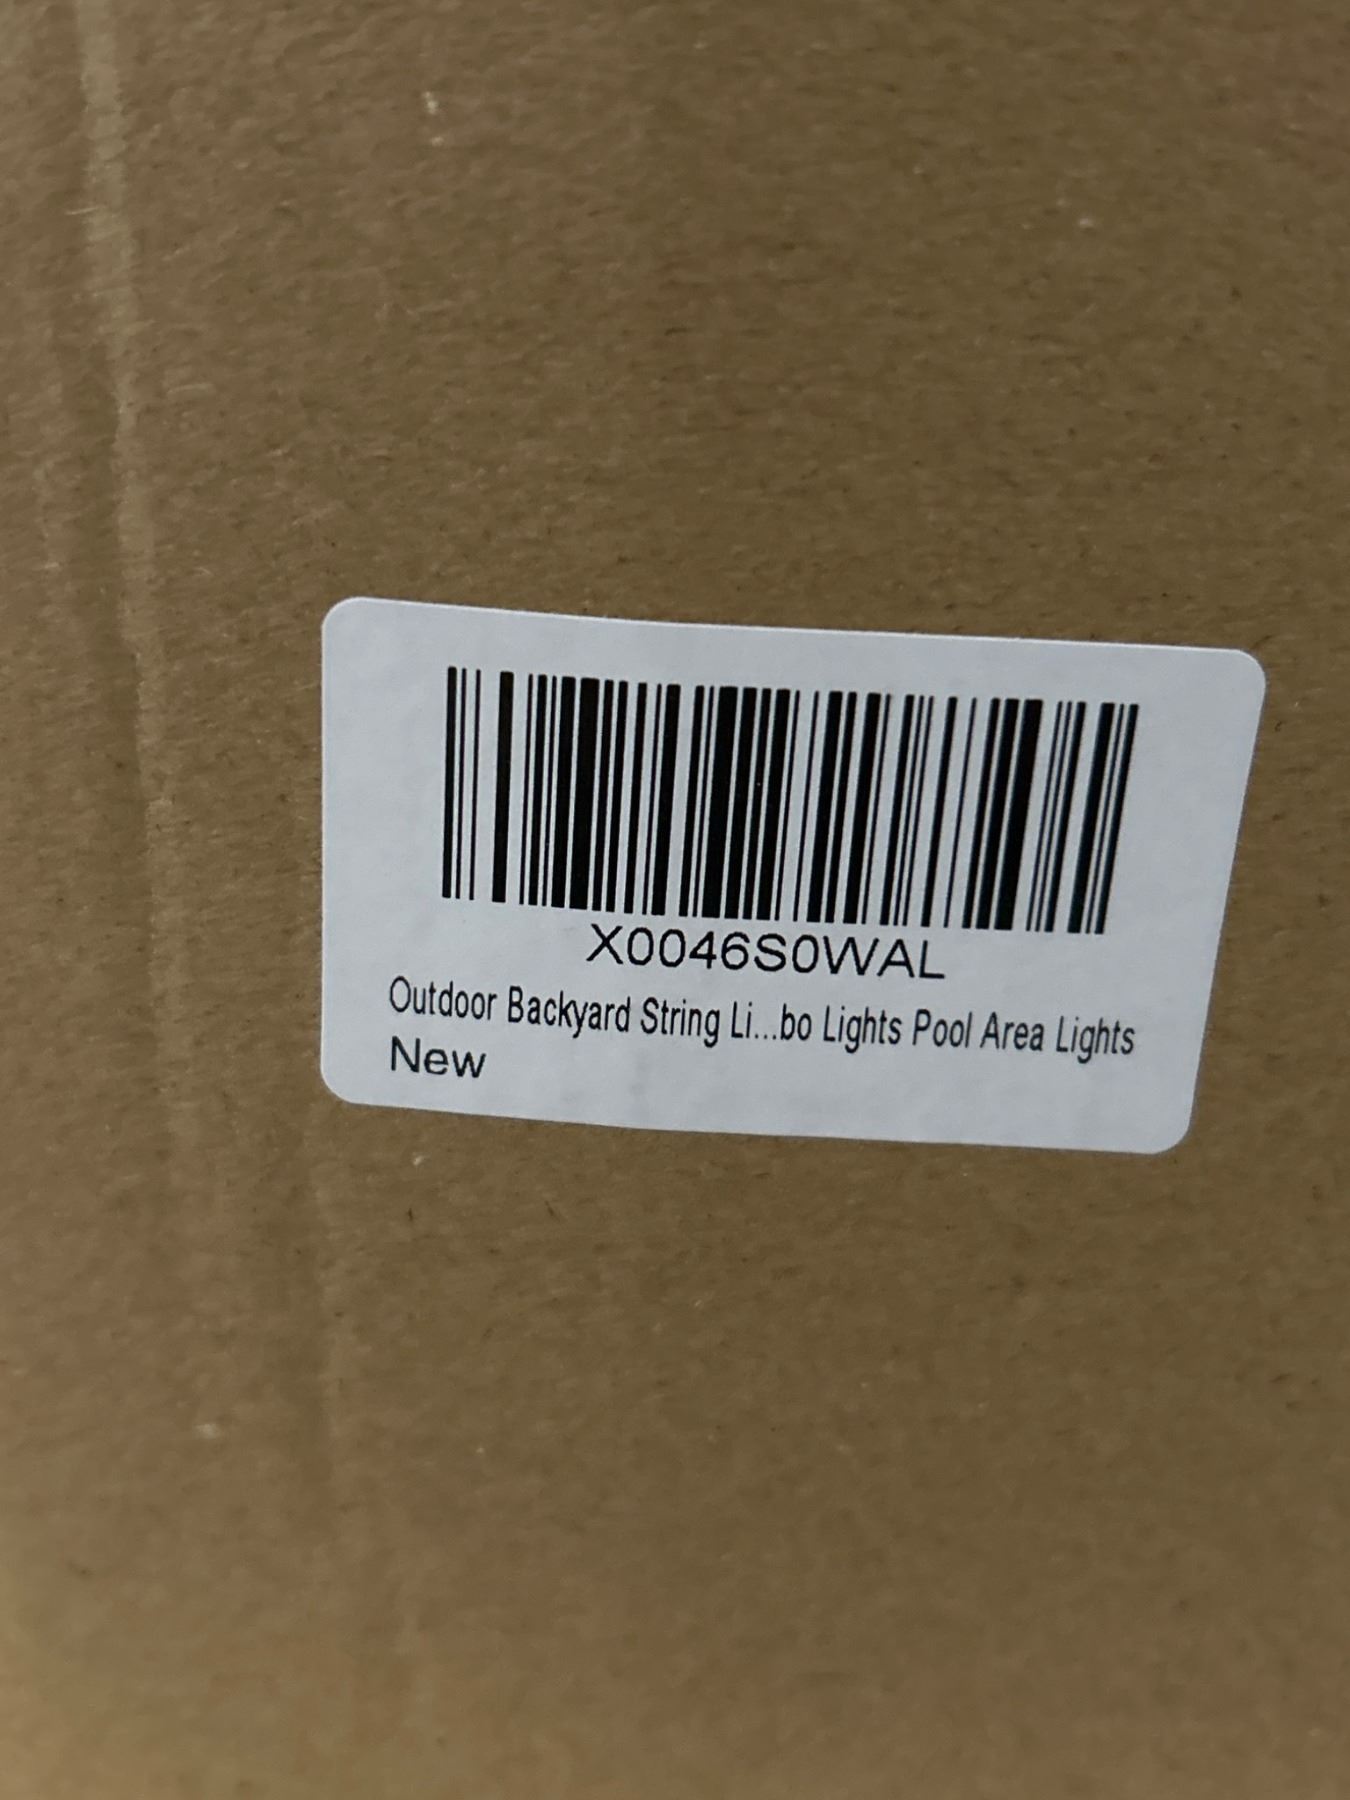 X0046S0WAL
Outdoor Backyard String Li...bo Lights Pool Area Lights
New